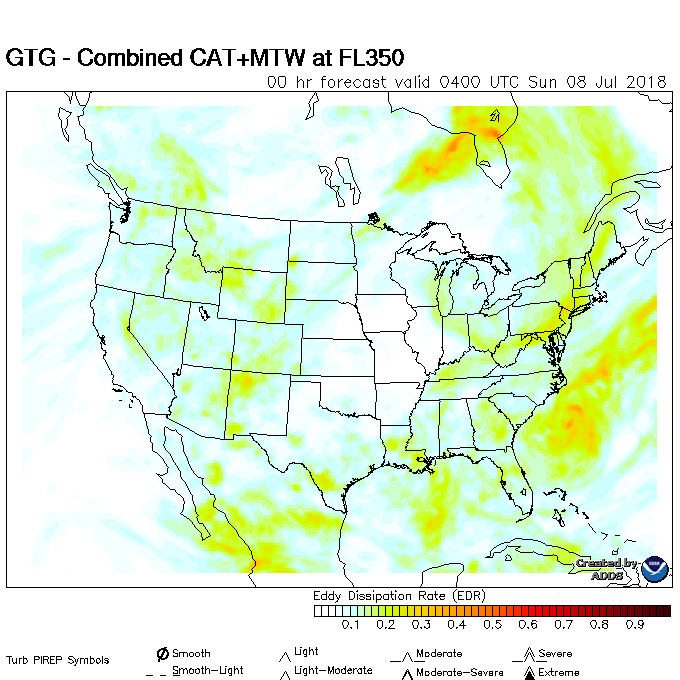 GTG - Combined CAT+MTW at FL350
00 hr forecast valid 0400 UTC Sun 08 Jul 2018
Created by
ADDS
Eddy Dissipation Rate (EDR)
0.1 0.2 0.3 0.4 0.5 0.6 0.7 0.8 0.9
Turb PIREP Symbols
Smooth Light Moderate Severe
Smooth-Light Light-Moderate Moderate-Severe Extreme